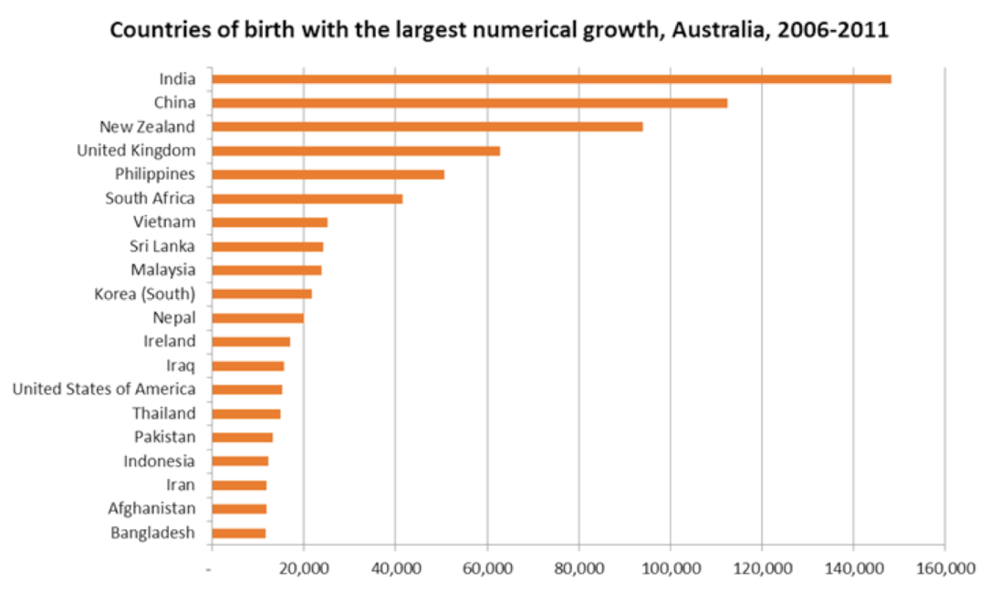 Countries of birth with the largest numerical growth, Australia, 2006-2011
India
China
New Zealand
United Kingdom
Philippines
South Africa
Vietnam
Sri Lanka
Malaysia
Korea (South)
Nepal
Ireland
Iraq
United States of America
Thailand
Pakistan
Indonesia
Iran
Afghanistan
Bangladesh
- 20,000 40,000 60,000 80,000 100,000 120,000 140,000 160,000